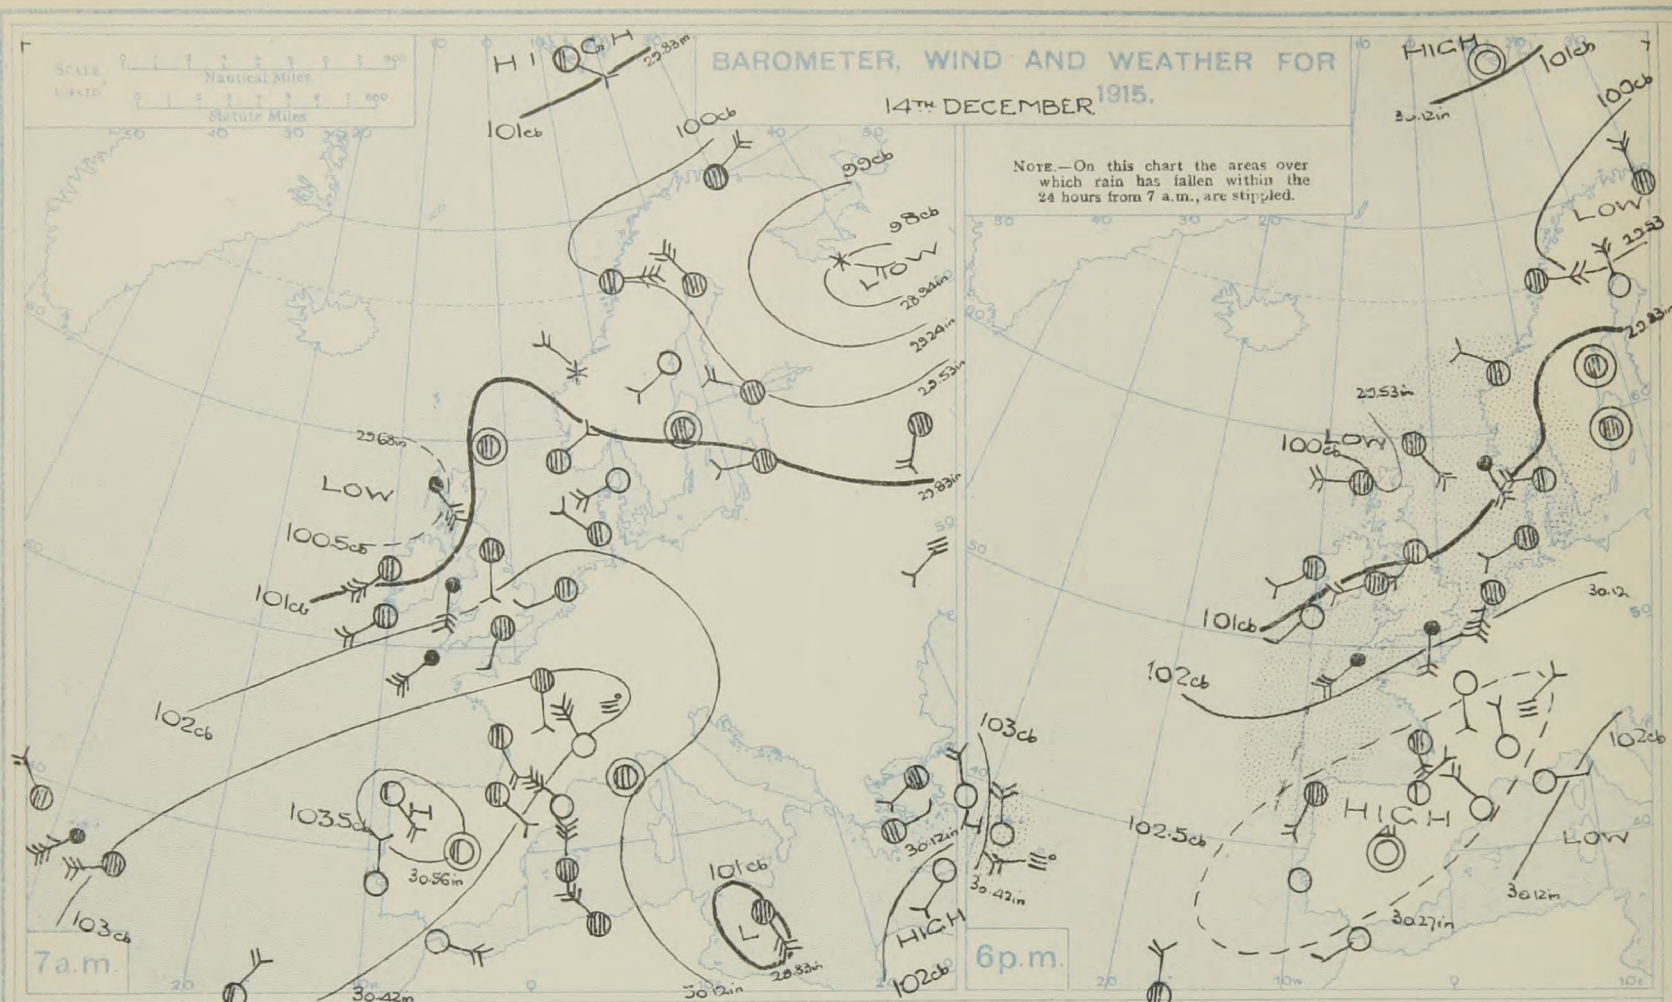 BAROMETER, WIND AND WEATHER FOR
14TH DECEMBER 1915.
NOTE.—On this chart the areas over
which rain has fallen within the
24 hours from 7 a.m., are stippled.
Nautical Miles
Statute Miles
HIGH
29.83in
101cb
100cb
99cb
98cb
LOW
28.94in
29.24in
29.53in
29.83in
29.68in
LOW
100.5cb
101cb
102cb
103.5cb
H
30.56in
103cb
101cb
L
29.83in
30.42in
30.12in
103cb
H
30.12in
30.42in
HIGH
102cb
7a.m.
HIGH
101cb
30.12in
100cb
LOW
29.53
29.83in
29.53in
LOW
100cb
101cb
30.12
102cb
102cb
102.5cb
HIGH
LOW
30.12in
30.27in
6p.m.